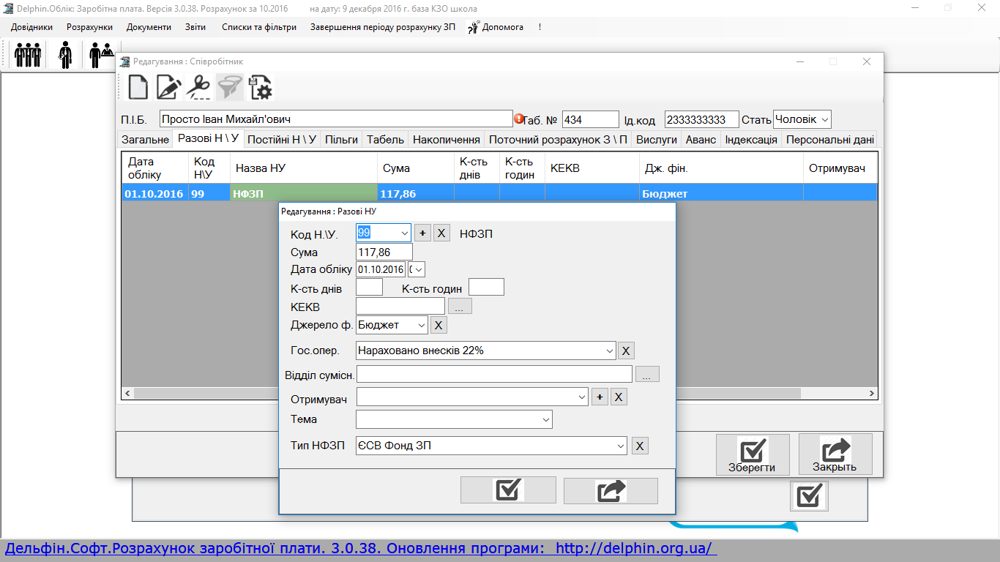 Delphin.Облік: Заробітна плата. Версія 3.0.38. Розрахунок за 10.2016 на дату: 9 декабря 2016 г. база КЗО школа
Довідники Розрахунки Документи Звіти Списки та фільтри Завершення періоду розрахунку ЗП Допомога !
Редагування : Співробітник
П.І.Б. Просто Іван Михайл'ович Таб. № 434 Ід.код 2333333333 Стать Чоловік
Загальне Разові Н \ У Постійні Н \ У Пільги Табель Накопичення Поточний розрахунок З \ П Вислуги Аванс Індексація Персональні дані
Дата обліку Код Н\У Назва НУ Сума К-сть днів К-сть годин КЕКВ Дж. фін. Отримувач
01.10.2016 99 НФЗП 117,86 Бюджет
Редагування : Разові НУ
Код Н.\У. 99 + X НФЗП
Сума 117,86
Дата обліку 01.10.2016
К-сть днів К-сть годин
КЕКВ ...
Джерело ф. Бюджет X
Гос.опер. Нараховано внесків 22% X
Відділ сумісн. ...
Отримувач + X
Тема
Тип НФЗП ЄСВ Фонд ЗП X
Зберегти Закрыть
Дельфін.Софт.Розрахунок заробітної плати. 3.0.38. Оновлення програми: http://delphin.org.ua/